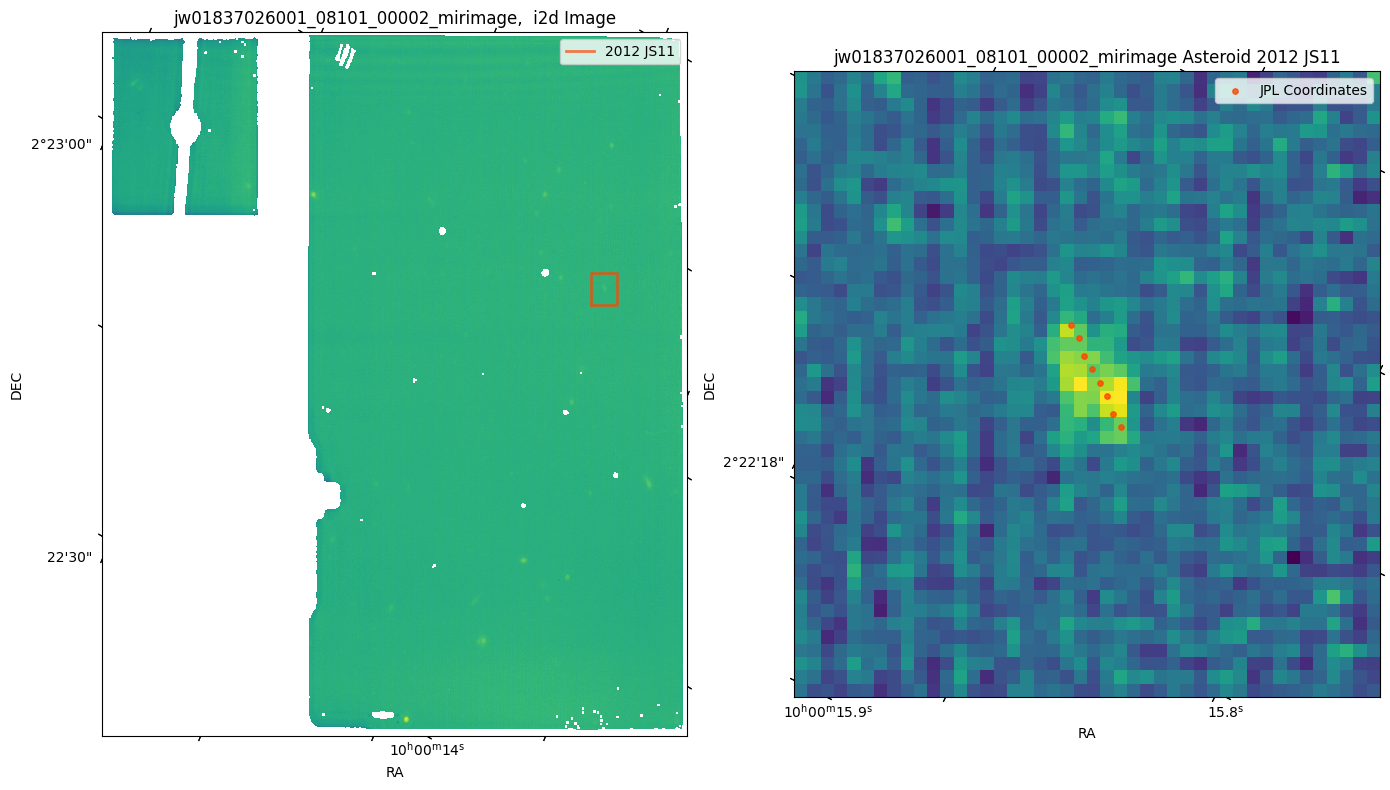 jw01837026001_08101_00002_mirimage,  i2d Image
2012 JS11
2°23'00"
22'30"
DEC
10ʰ00ᵐ14ˢ
RA
jw01837026001_08101_00002_mirimage Asteroid 2012 JS11
JPL Coordinates
DEC
2°22'18"
10ʰ00ᵐ15.9ˢ
15.8ˢ
RA